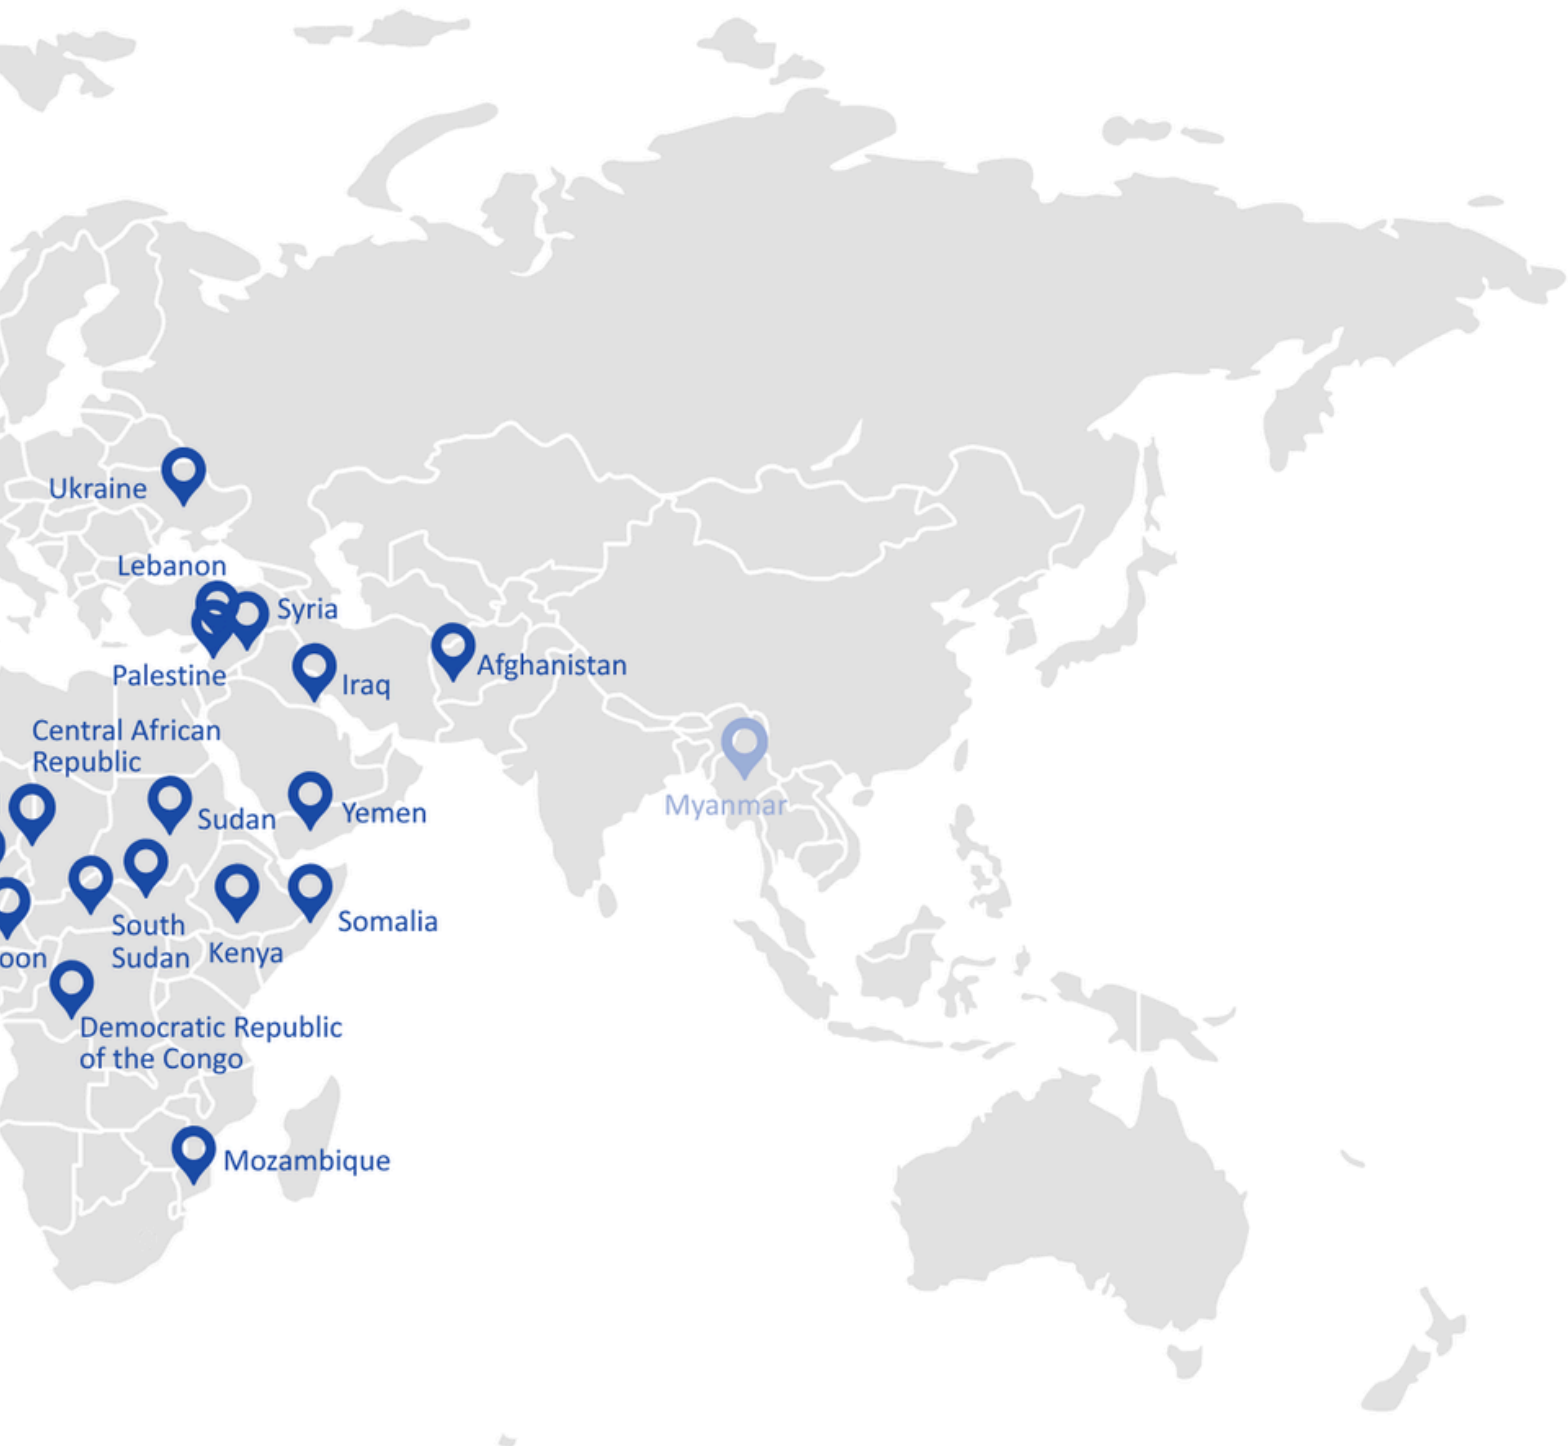 Ukraine
Lebanon
Syria
Palestine
Iraq
Afghanistan
Central African
Republic
Sudan
Yemen
Myanmar
South
Sudan
Kenya
Somalia
oon
Democratic Republic
of the Congo
Mozambique